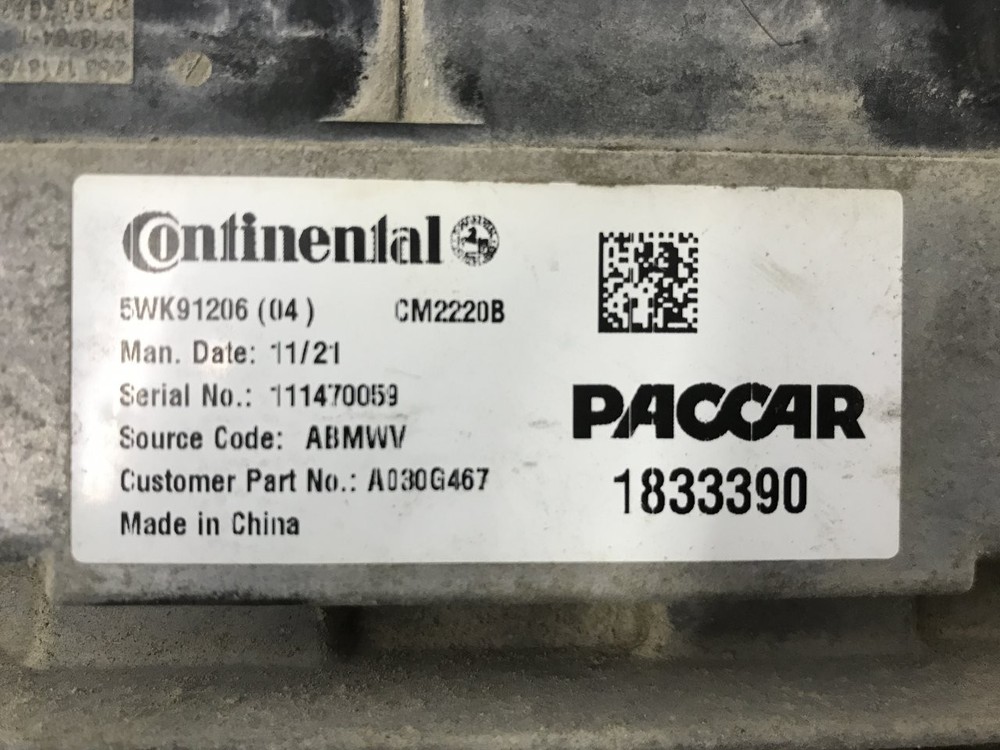 Continental
5WK91206 (04) CM2220B
Man. Date: 11/21
Serial No.: 111470059
Source Code: ABMWV
Customer Part No.: A030G467
Made in China
PACCAR
1833390